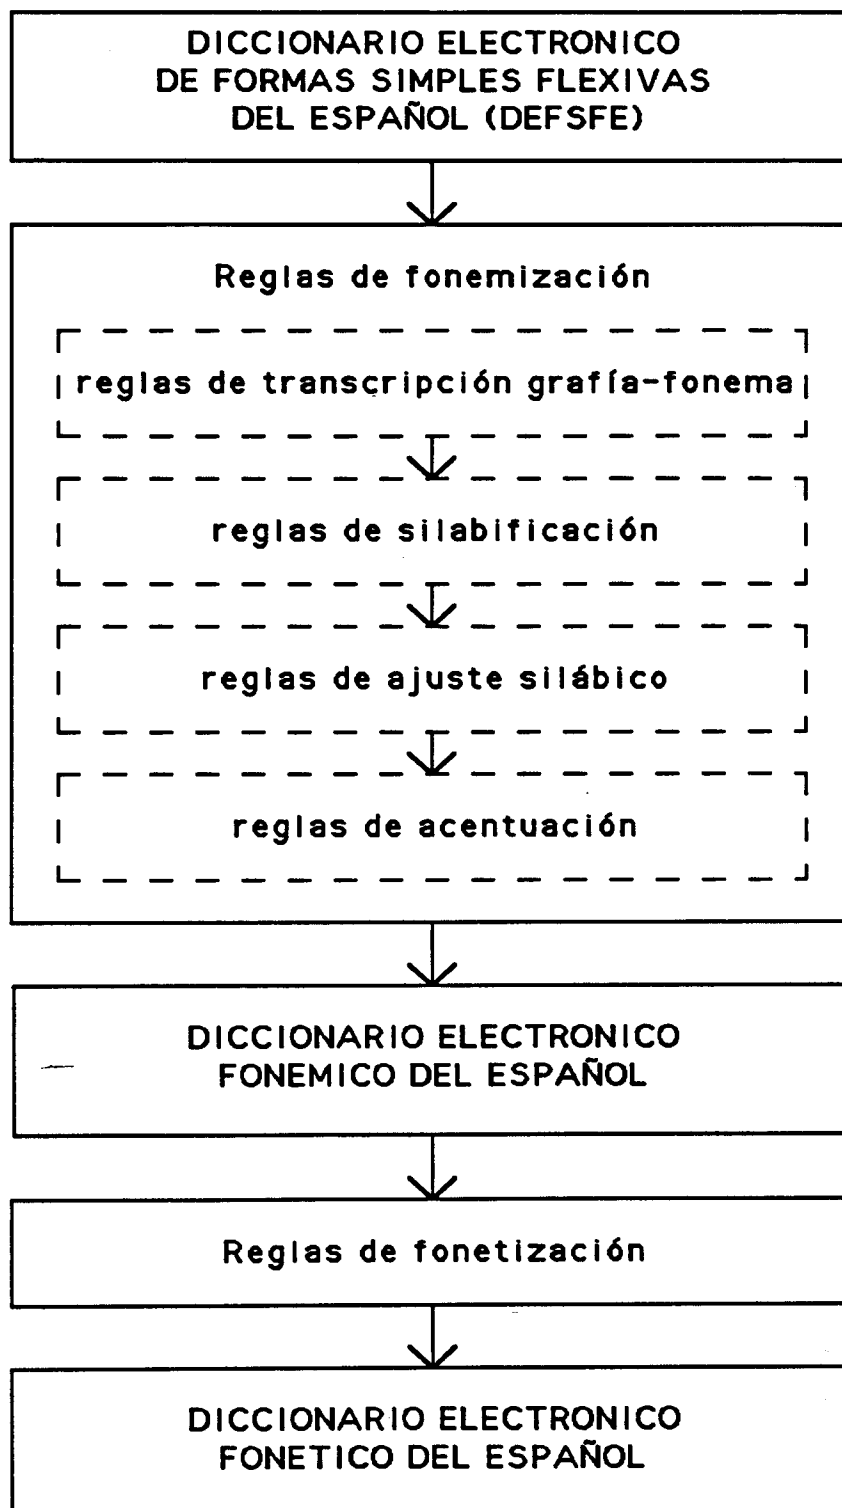 DICCIONARIO ELECTRONICO
DE FORMAS SIMPLES FLEXIVAS
DEL ESPAÑOL (DEFSFE)
Reglas de fonemización
reglas de transcripción grafía-fonema
reglas de silabificación
reglas de ajuste silábico
reglas de acentuación
DICCIONARIO ELECTRONICO
FONEMICO DEL ESPAÑOL
Reglas de fonetización
DICCIONARIO ELECTRONICO
FONETICO DEL ESPAÑOL